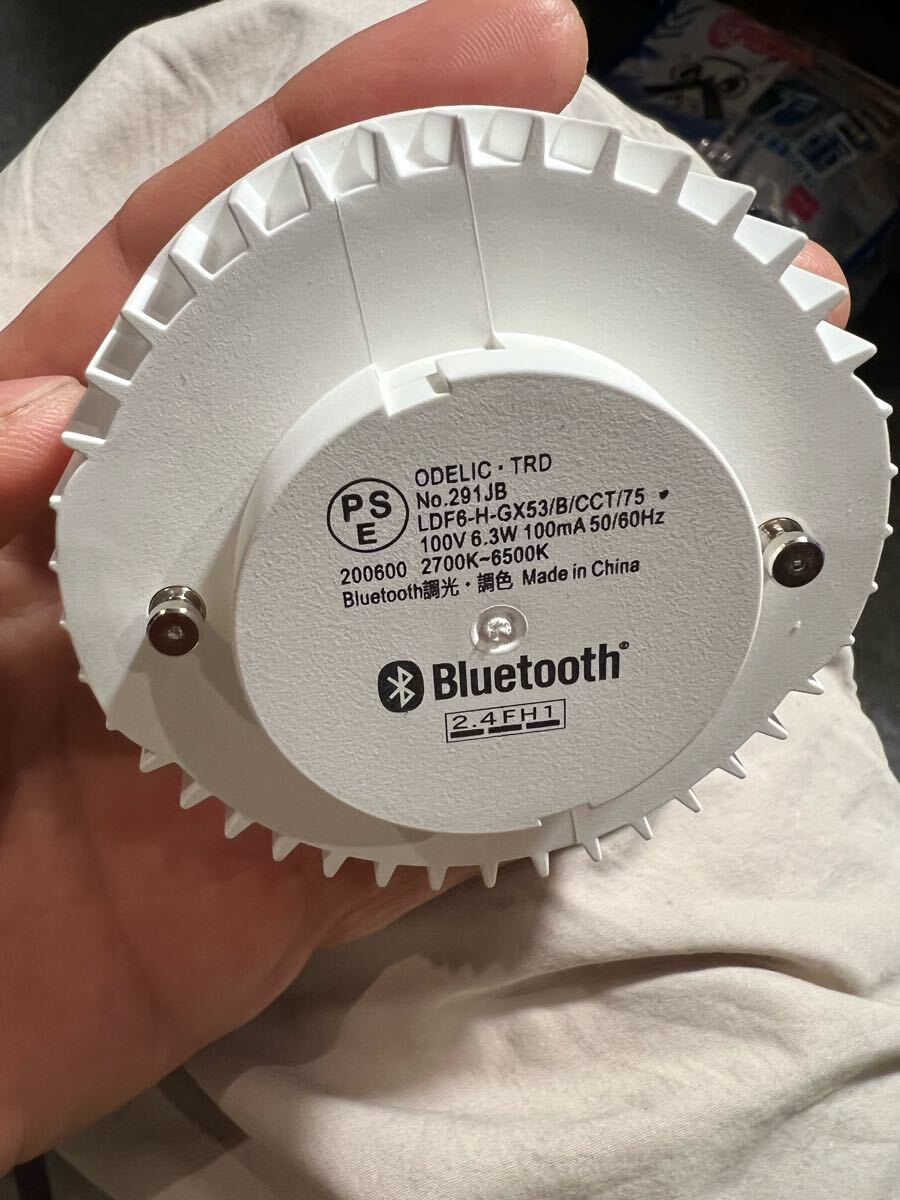 PS
E
ODELIC・TRD
No.291JB
LDF6-H-GX53/B/CCT/75
100V 6.3W 100mA 50/60Hz
200600 2700K~6500K
Bluetooth調光・調色 Made in China
Bluetooth®
2.4FH1